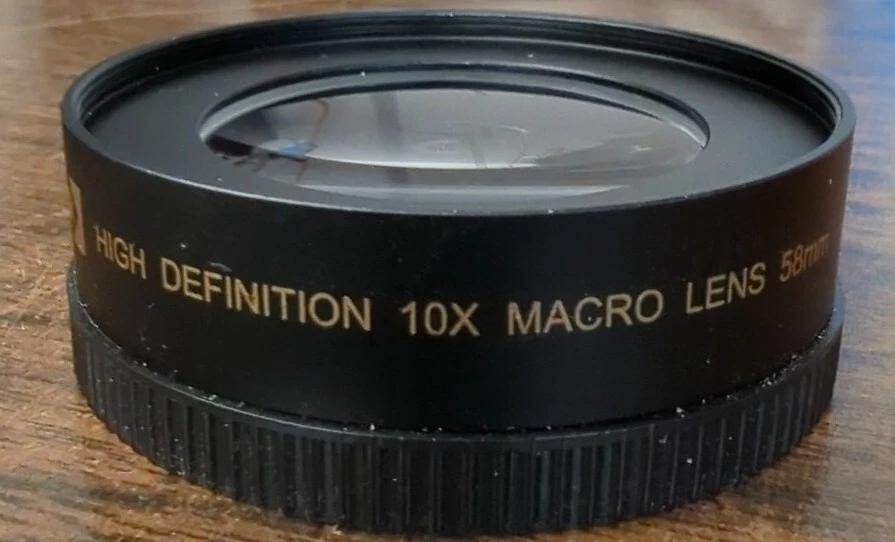 HIGH DEFINITION 10X MACRO LENS 58mm